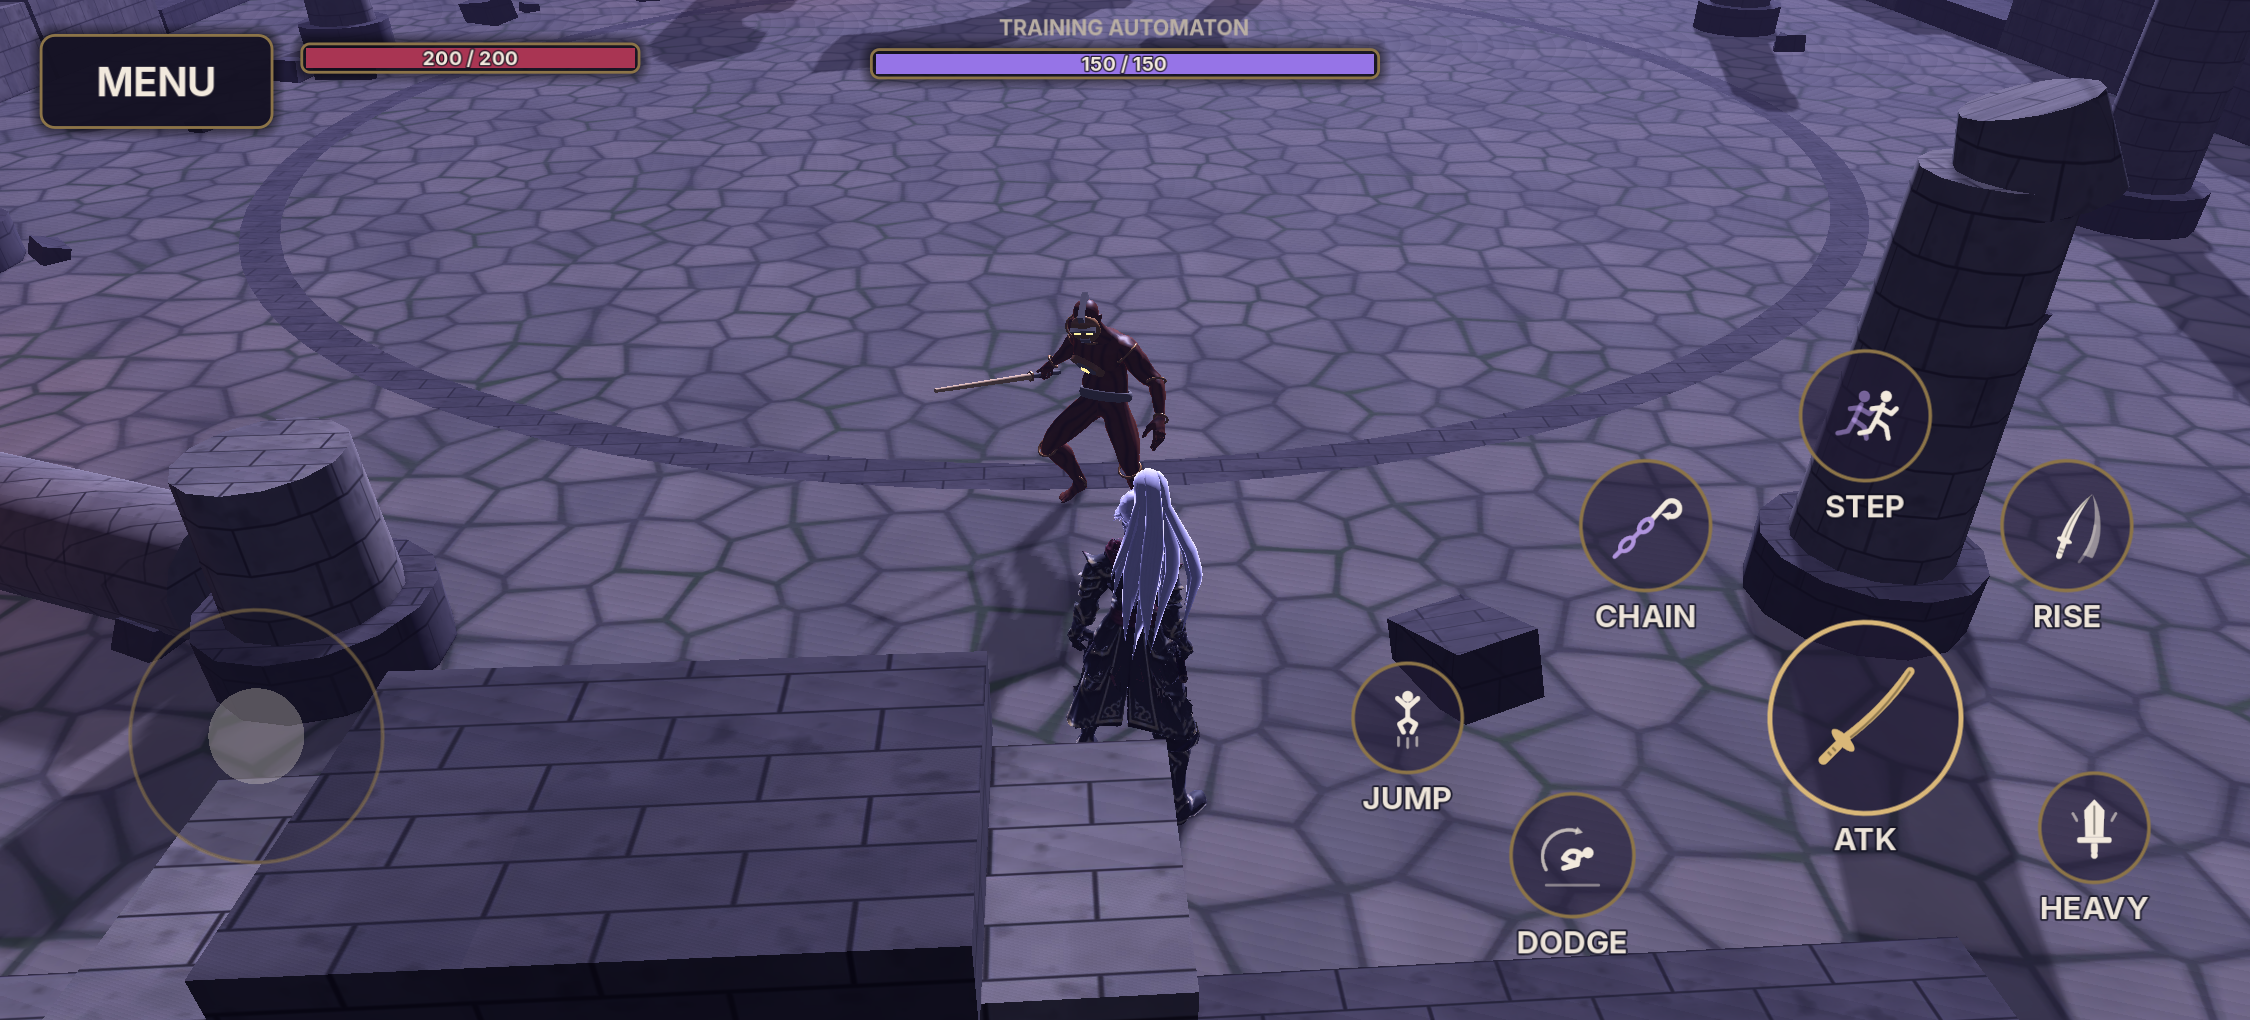 TRAINING AUTOMATON
MENU
200 / 200
150 / 150
STEP
CHAIN
RISE
JUMP
ATK
DODGE
HEAVY